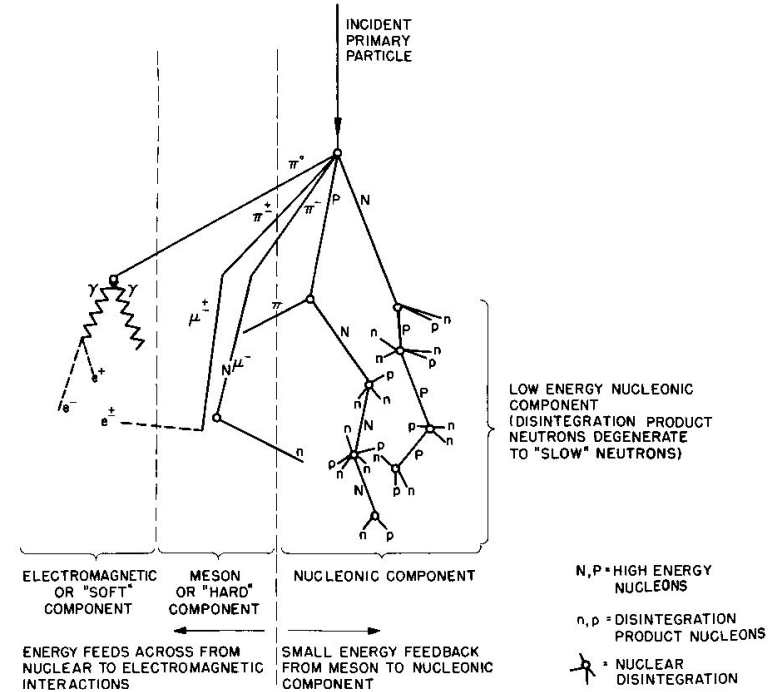 INCIDENT
PRIMARY
PARTICLE
π°
π±
π-
P
N
γ
γ
μ±
π
N
N
μ-
e+
e-
e±
n
n
p
P
n
n
n
p
n
P
p
n
n
N
p
n
n
P
n
p
n
n
p
n
p
N
n
p
LOW ENERGY NUCLEONIC
COMPONENT
(DISINTEGRATION PRODUCT
NEUTRONS DEGENERATE
TO "SLOW" NEUTRONS)
ELECTROMAGNETIC
OR "SOFT"
COMPONENT
MESON
OR "HARD"
COMPONENT
NUCLEONIC COMPONENT
ENERGY FEEDS ACROSS FROM
NUCLEAR TO ELECTROMAGNETIC
INTERACTIONS
SMALL ENERGY FEEDBACK
FROM MESON TO NUCLEONIC
COMPONENT
N,P = HIGH ENERGY
NUCLEONS
n,p = DISINTEGRATION
PRODUCT NUCLEONS
= NUCLEAR
DISINTEGRATION